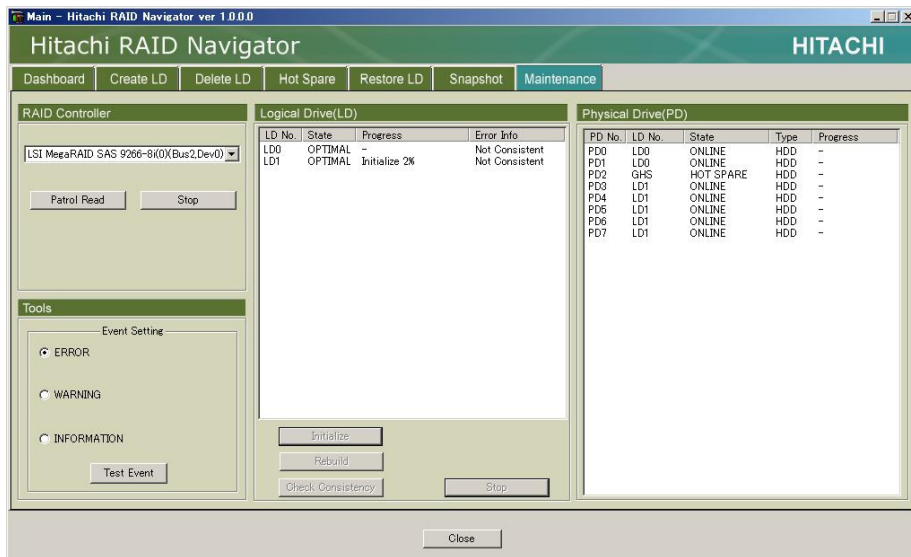 Main - Hitachi RAID Navigator ver 1.0.0.0
Hitachi RAID Navigator
HITACHI
Dashboard Create LD Delete LD Hot Spare Restore LD Snapshot Maintenance
RAID Controller
LSI MegaRAID SAS 9266-8i(0)(Bus2,Dev0)
Patrol Read Stop
Tools
Event Setting
ERROR
WARNING
INFORMATION
Test Event
Logical Drive(LD)
LD No. State Progress Error Info
LD0 OPTIMAL - Not Consistent
LD1 OPTIMAL Initialize 2% Not Consistent
Initialize
Rebuild
Check Consistency Stop
Physical Drive(PD)
PD No. LD No. State Type Progress
PD0 LD0 ONLINE HDD -
PD1 LD0 ONLINE HDD -
PD2 GHS HOT SPARE HDD -
PD3 LD1 ONLINE HDD -
PD4 LD1 ONLINE HDD -
PD5 LD1 ONLINE HDD -
PD6 LD1 ONLINE HDD -
PD7 LD1 ONLINE HDD -
Close